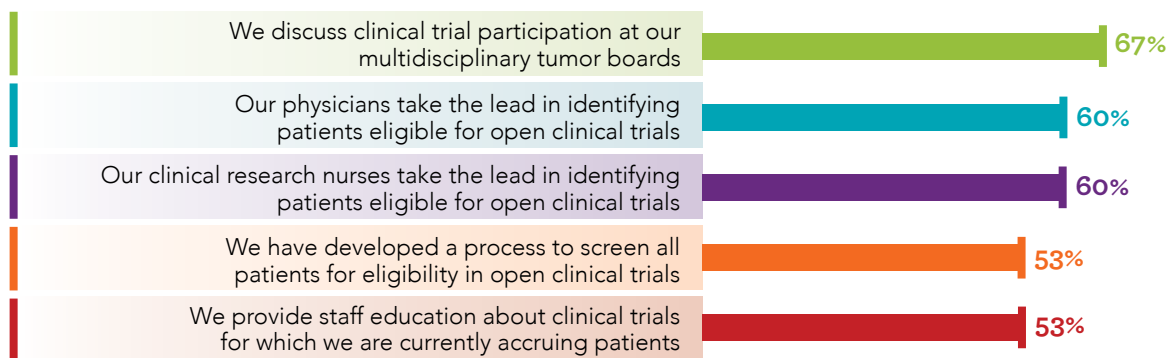 We discuss clinical trial participation at our
multidisciplinary tumor boards
67%
Our physicians take the lead in identifying
patients eligible for open clinical trials
60%
Our clinical research nurses take the lead in identifying
patients eligible for open clinical trials
60%
We have developed a process to screen all
patients for eligibility in open clinical trials
53%
We provide staff education about clinical trials
for which we are currently accruing patients
53%